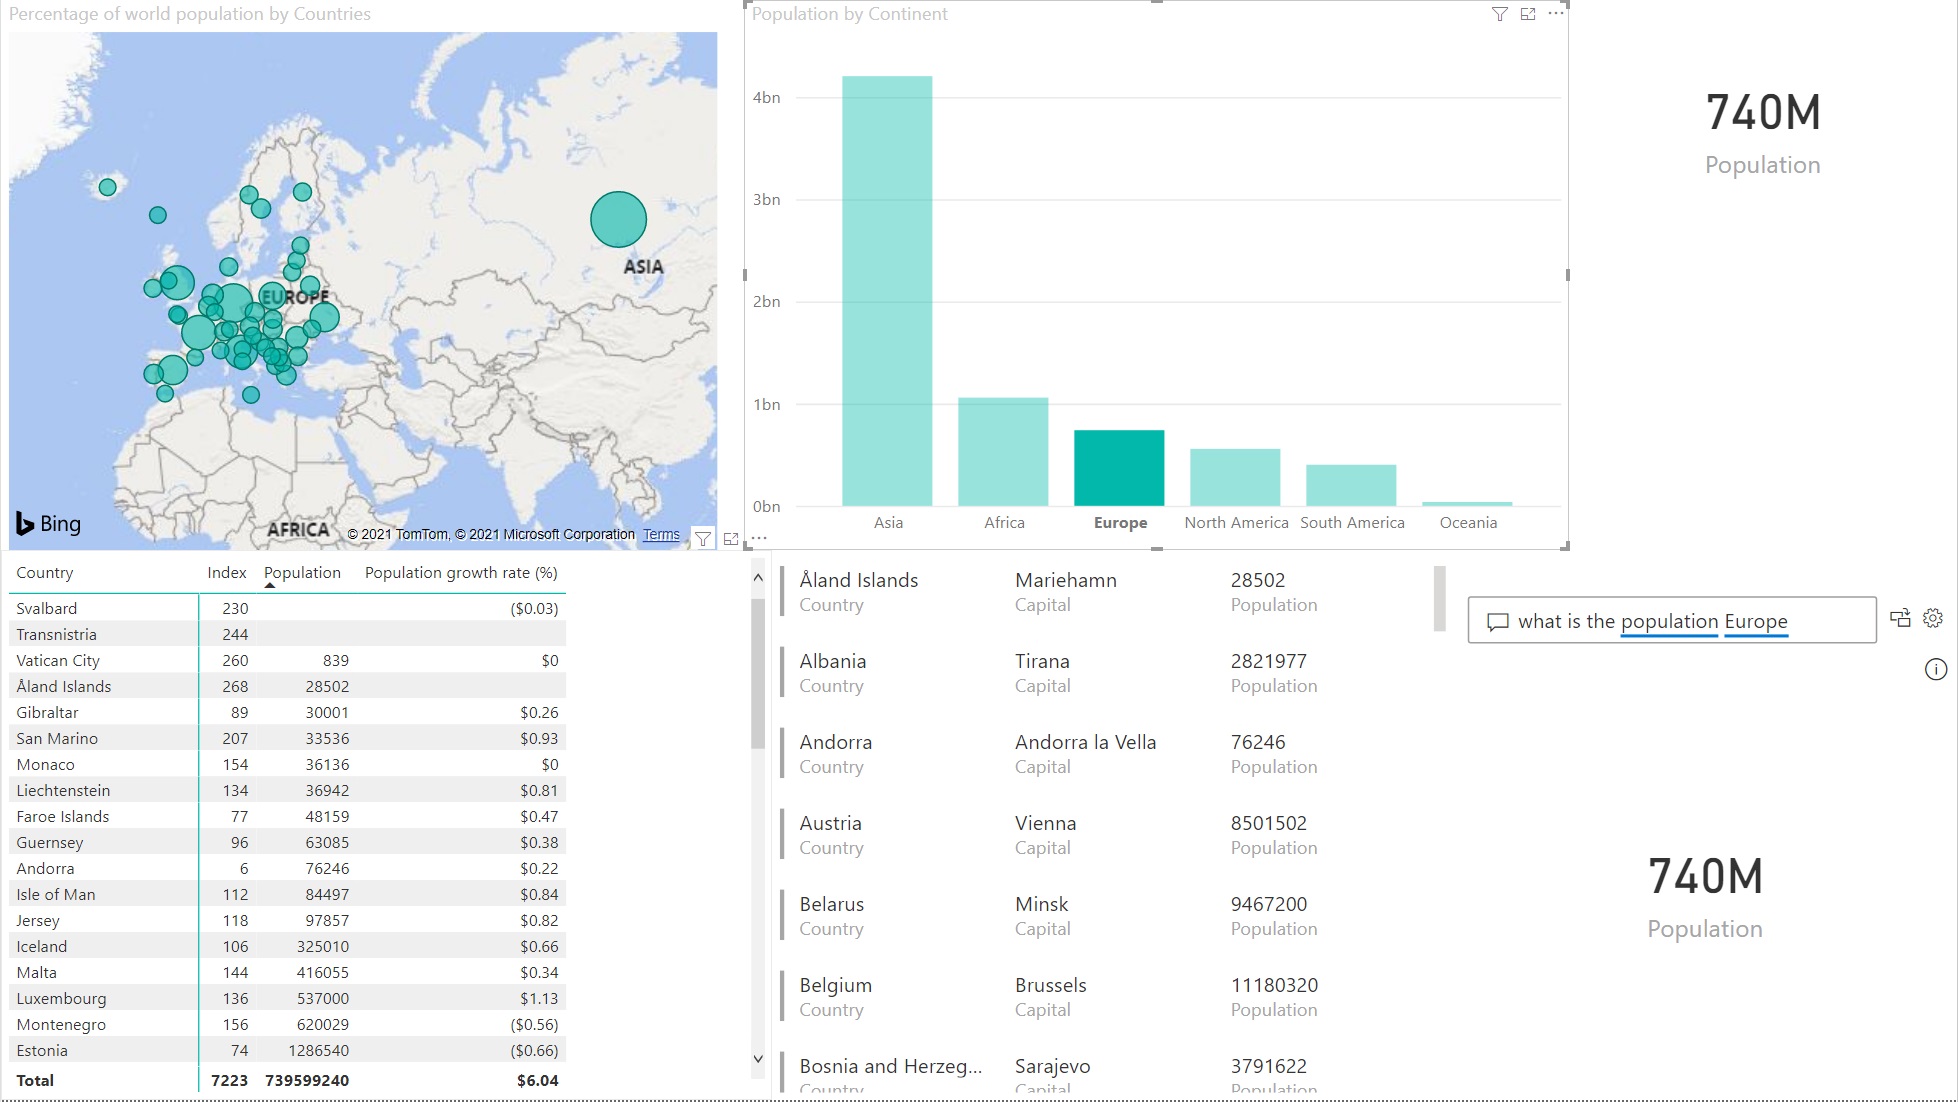 Percentage of world population by Countries
ASIA
EUROPE
AFRICA
Bing
© 2021 TomTom, © 2021 Microsoft Corporation Terms
Population by Continent
4bn
3bn
2bn
1bn
0bn
Asia Africa Europe North America South America Oceania
740M
Population
Country Index Population Population growth rate (%)
Svalbard 230 ($0.03)
Transnistria 244
Vatican City 260 839 $0
Åland Islands 268 28502
Gibraltar 89 30001 $0.26
San Marino 207 33536 $0.93
Monaco 154 36136 $0
Liechtenstein 134 36942 $0.81
Faroe Islands 77 48159 $0.47
Guernsey 96 63085 $0.38
Andorra 6 76246 $0.22
Isle of Man 112 84497 $0.84
Jersey 118 97857 $0.82
Iceland 106 325010 $0.66
Malta 144 416055 $0.34
Luxembourg 136 537000 $1.13
Montenegro 156 620029 ($0.56)
Estonia 74 1286540 ($0.66)
Total 7223 739599240 $6.04
Åland Islands Mariehamn 28502
Country Capital Population
Albania Tirana 2821977
Country Capital Population
Andorra Andorra la Vella 76246
Country Capital Population
Austria Vienna 8501502
Country Capital Population
Belarus Minsk 9467200
Country Capital Population
Belgium Brussels 11180320
Country Capital Population
Bosnia and Herzeg... Sarajevo 3791622
Country Capital Population
what is the population Europe
740M
Population